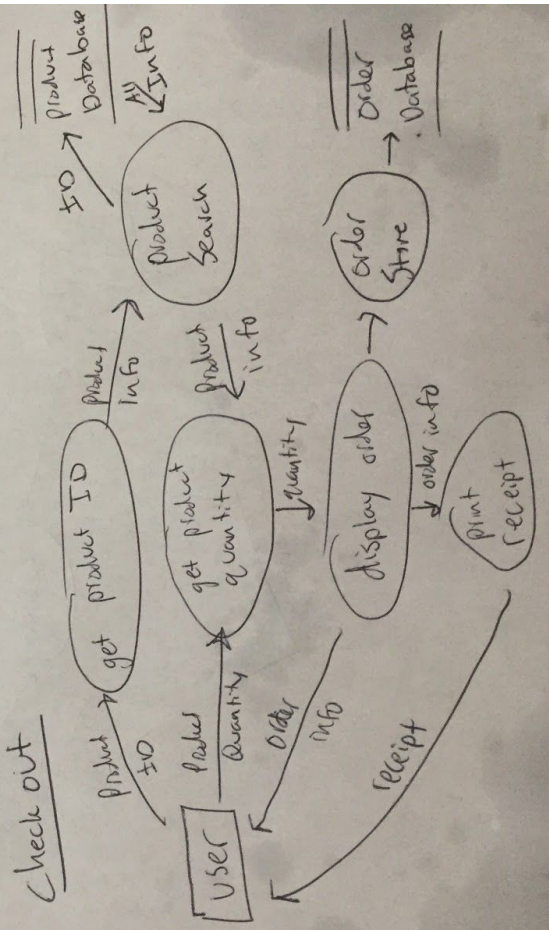 Check out
USER
Product
ID
get product ID
Product
Info
Product
Search
ID
Product
Database
All
Info
Product
info
Product
Quantity
get product
quantity
quantity
order
info
display order
order
Store
order
Database
order info
print
receipt
receipt